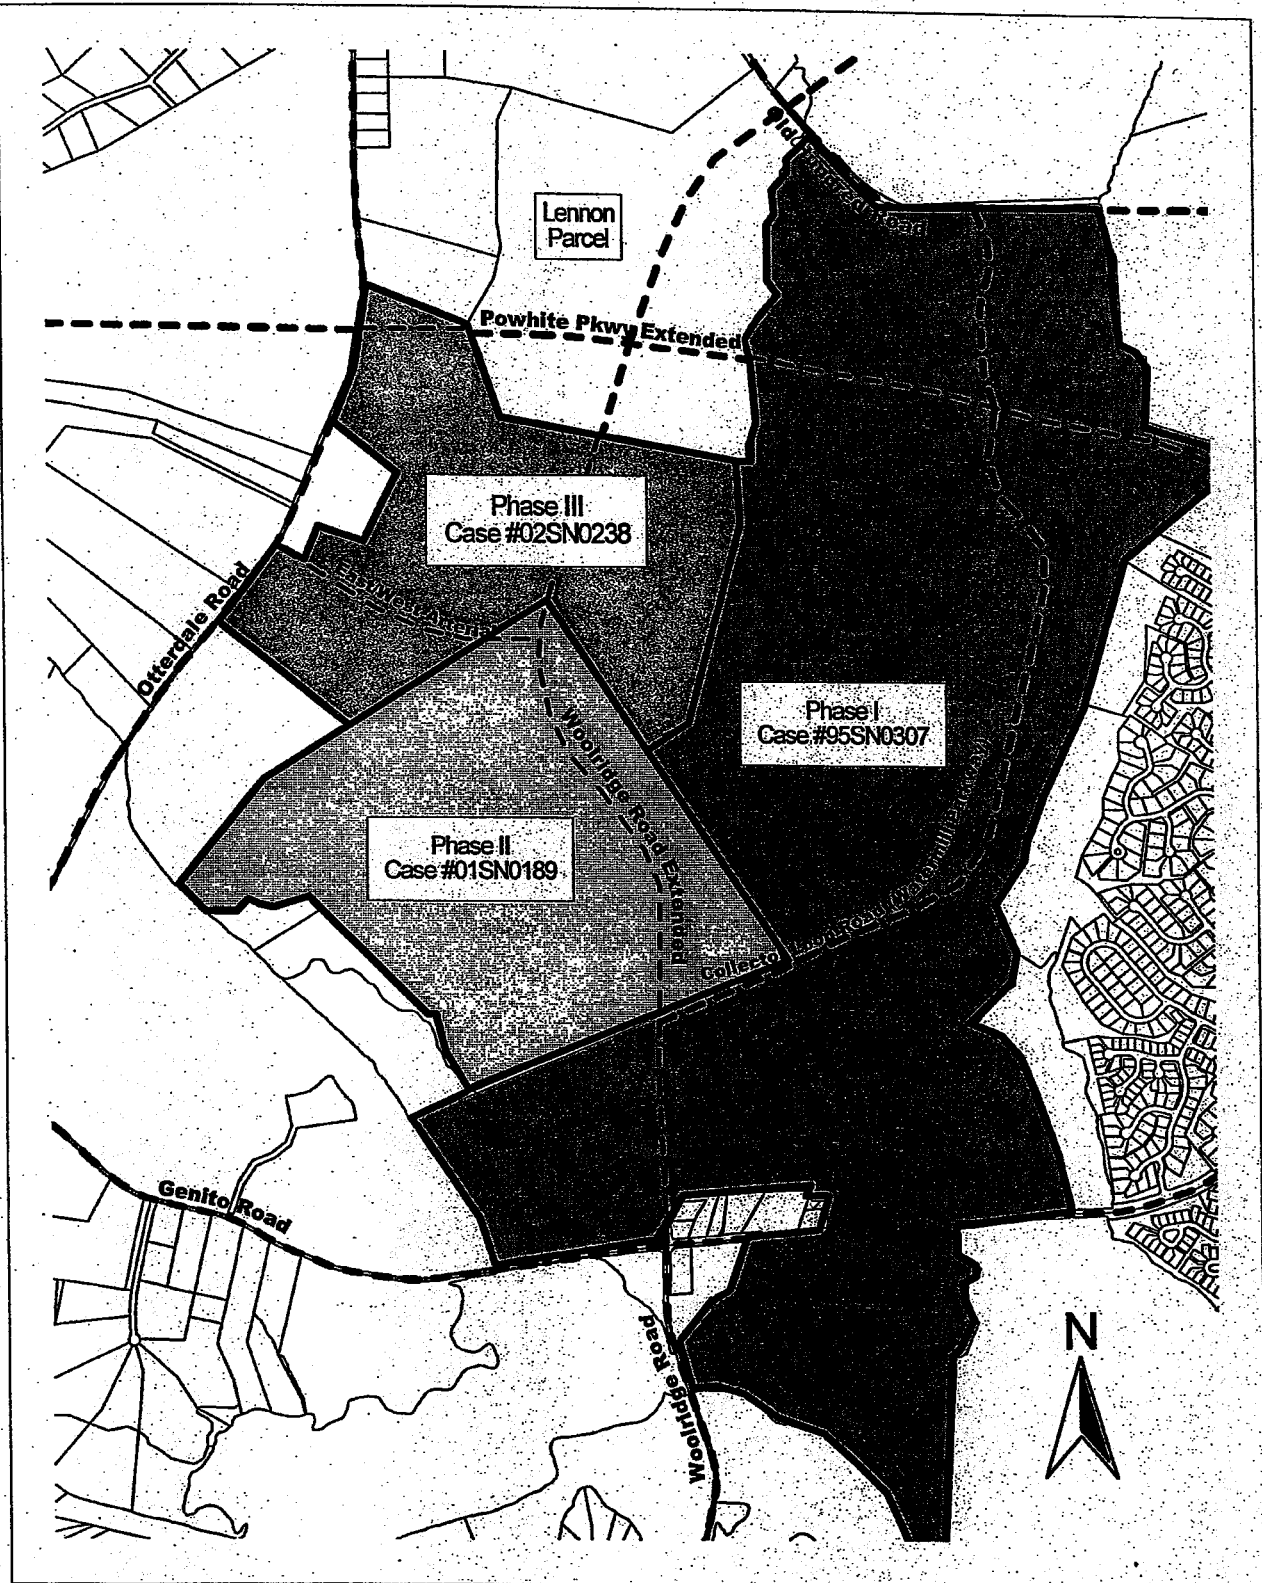 Lennon
Parcel
Powhite Pkwy Extended
Phase III
Case #02SN0238
Otterdale Road
Phase I
Case #95SN0307
Woolridge Road Extended
Phase II
Case #01SN0189
Genito Road
Woolridge Road
N